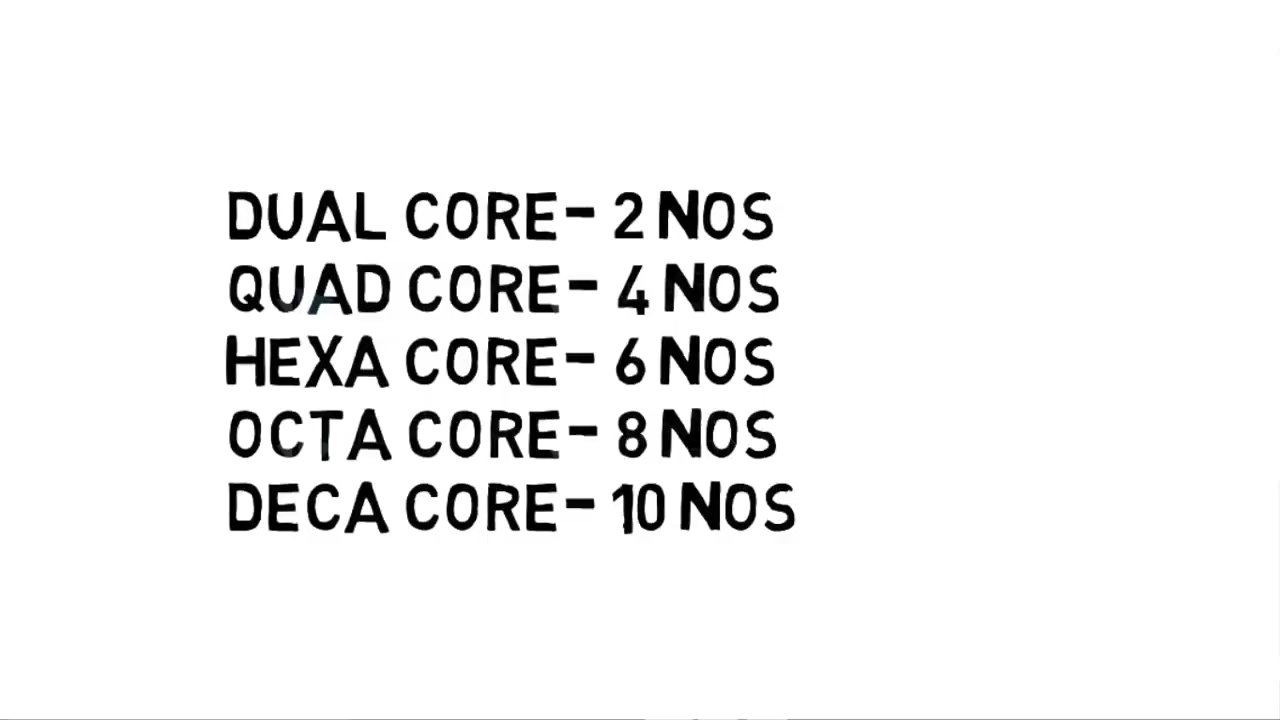 DUAL CORE- 2 NOS
QUAD CORE- 4 NOS
HEXA CORE- 6 NOS
OCTA CORE- 8 NOS
DECA CORE- 10 NOS